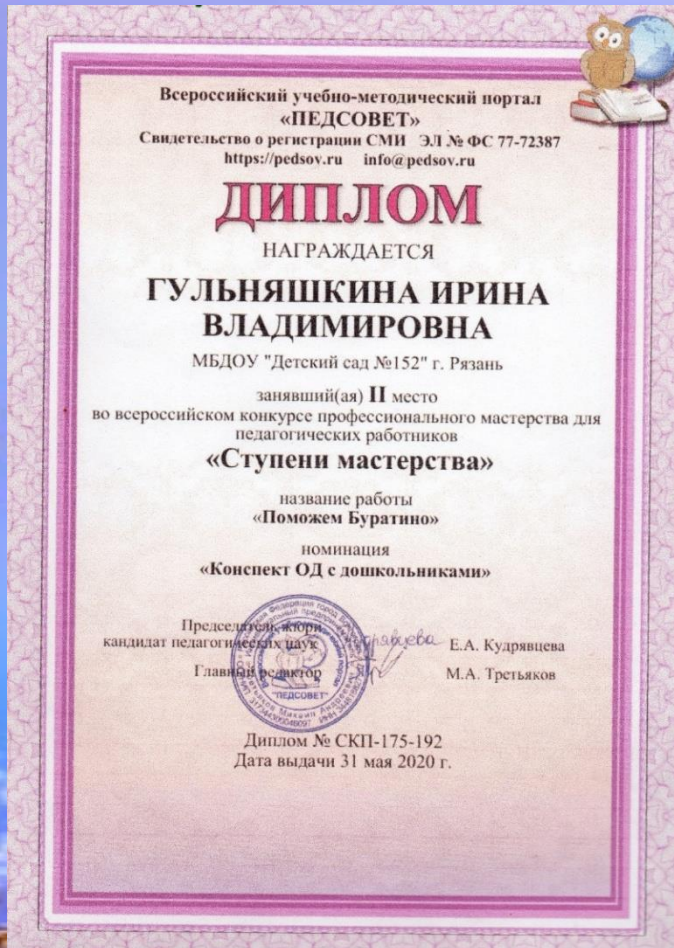 Всероссийский учебно-методический портал
«ПЕДСОВЕТ»
Свидетельство о регистрации СМИ ЭЛ № ФС 77-72387
https://pedsov.ru info@pedsov.ru
ДИПЛОМ
НАГРАЖДАЕТСЯ
ГУЛЬНЯШКИНА ИРИНА
ВЛАДИМИРОВНА
МБДОУ "Детский сад №152" г. Рязань
занявший(ая) II место
во всероссийском конкурсе профессионального мастерства для
педагогических работников
«Ступени мастерства»
название работы
«Поможем Буратино»
номинация
«Конспект ОД с дошкольниками»
Председатель жюри
кандидат педагогических наук Е.А. Кудрявцева
Главный редактор М.А. Третьяков
"ПЕДСОВЕТ"
Диплом № СКП-175-192
Дата выдачи 31 мая 2020 г.